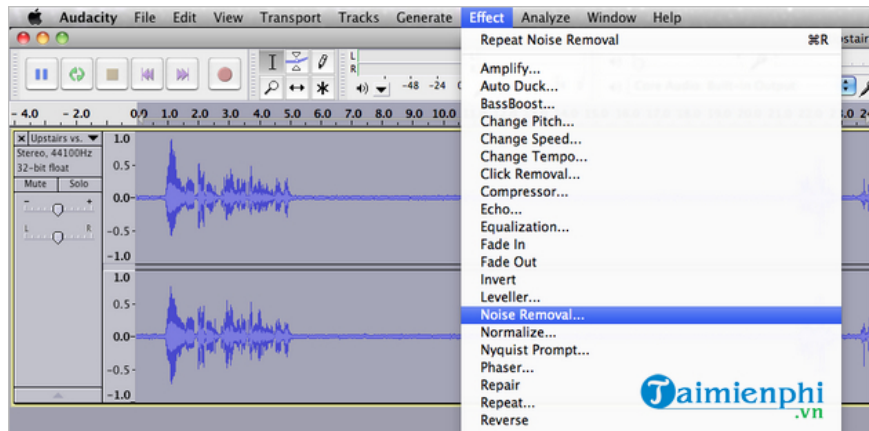 Audacity File Edit View Transport Tracks Generate Effect Analyze Window Help
Repeat Noise Removal ⌘R
L
R
-48 -24
Amplify...
Auto Duck...
BassBoost...
Change Pitch...
Change Speed...
Change Tempo...
Click Removal...
Compressor...
Echo...
Equalization...
Fade In
Fade Out
Invert
Leveller...
Noise Removal...
Normalize...
Nyquist Prompt...
Phaser...
Repair
Repeat...
Reverse
- 4.0 - 2.0 0.0 1.0 2.0 3.0 4.0 5.0 6.0 7.0 8.0 9.0 10.0
Upstairs vs.
Stereo, 44100Hz
32-bit float
Mute Solo
- +
L R
1.0
0.5
0.0
-0.5
-1.0
1.0
0.5
0.0
-0.5
-1.0
Taimienphi
.vn